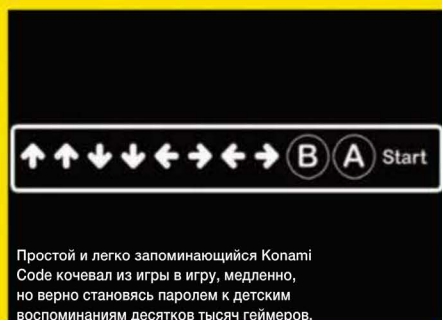 ↑ ↑ ↓ ↓ ← → ← → B A Start
Простой и легко запоминающийся Konami
Code кочевал из игры в игру, медленно,
но верно становясь паролем к детским
воспоминаниям десятков тысяч геймеров.